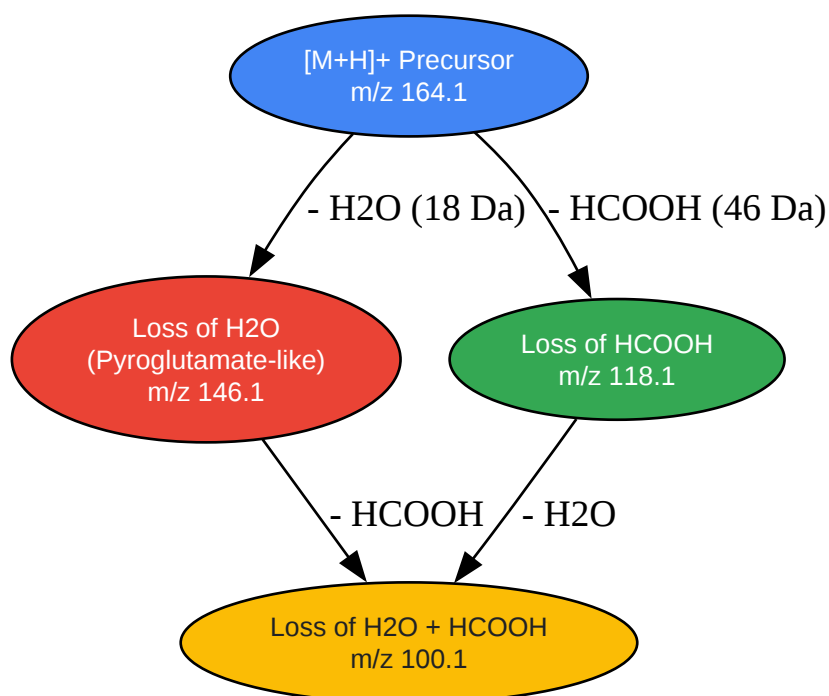 [M+H]+ Precursor
m/z 164.1
- H2O (18 Da)
- HCOOH (46 Da)
Loss of H2O
(Pyroglutamate-like)
m/z 146.1
Loss of HCOOH
m/z 118.1
- HCOOH
- H2O
Loss of H2O + HCOOH
m/z 100.1